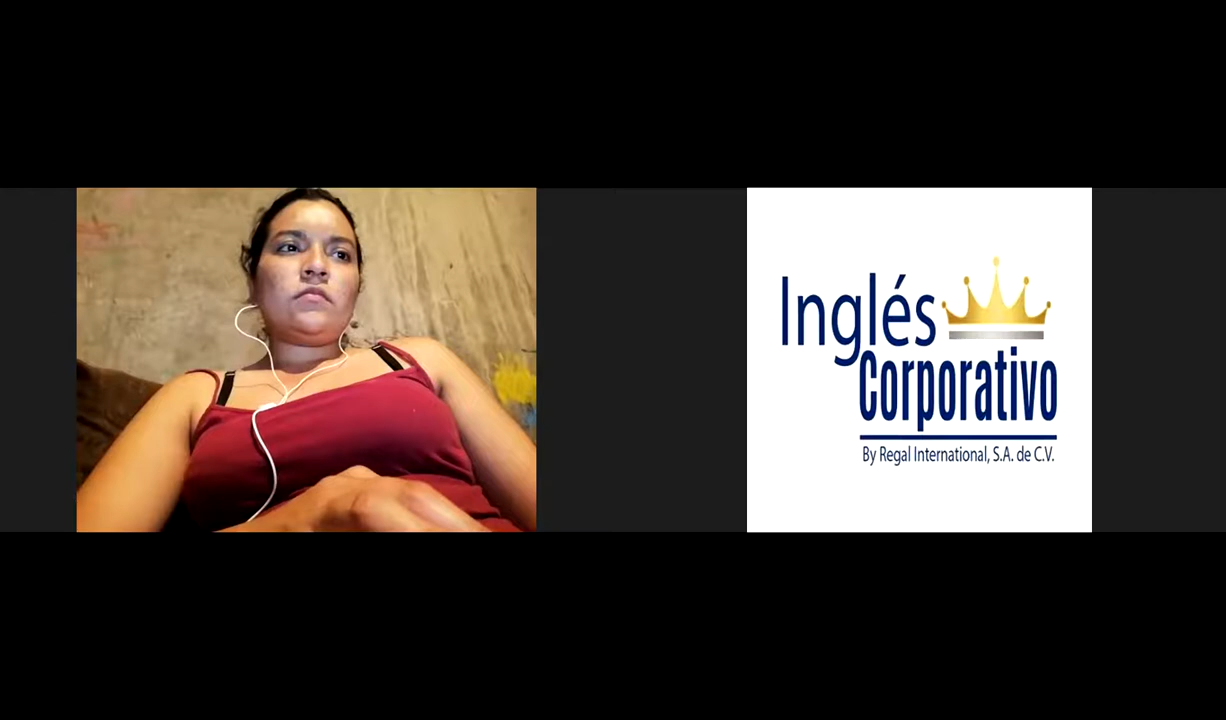 Inglés
Corporativo
By Regal International, S.A. de C.V.